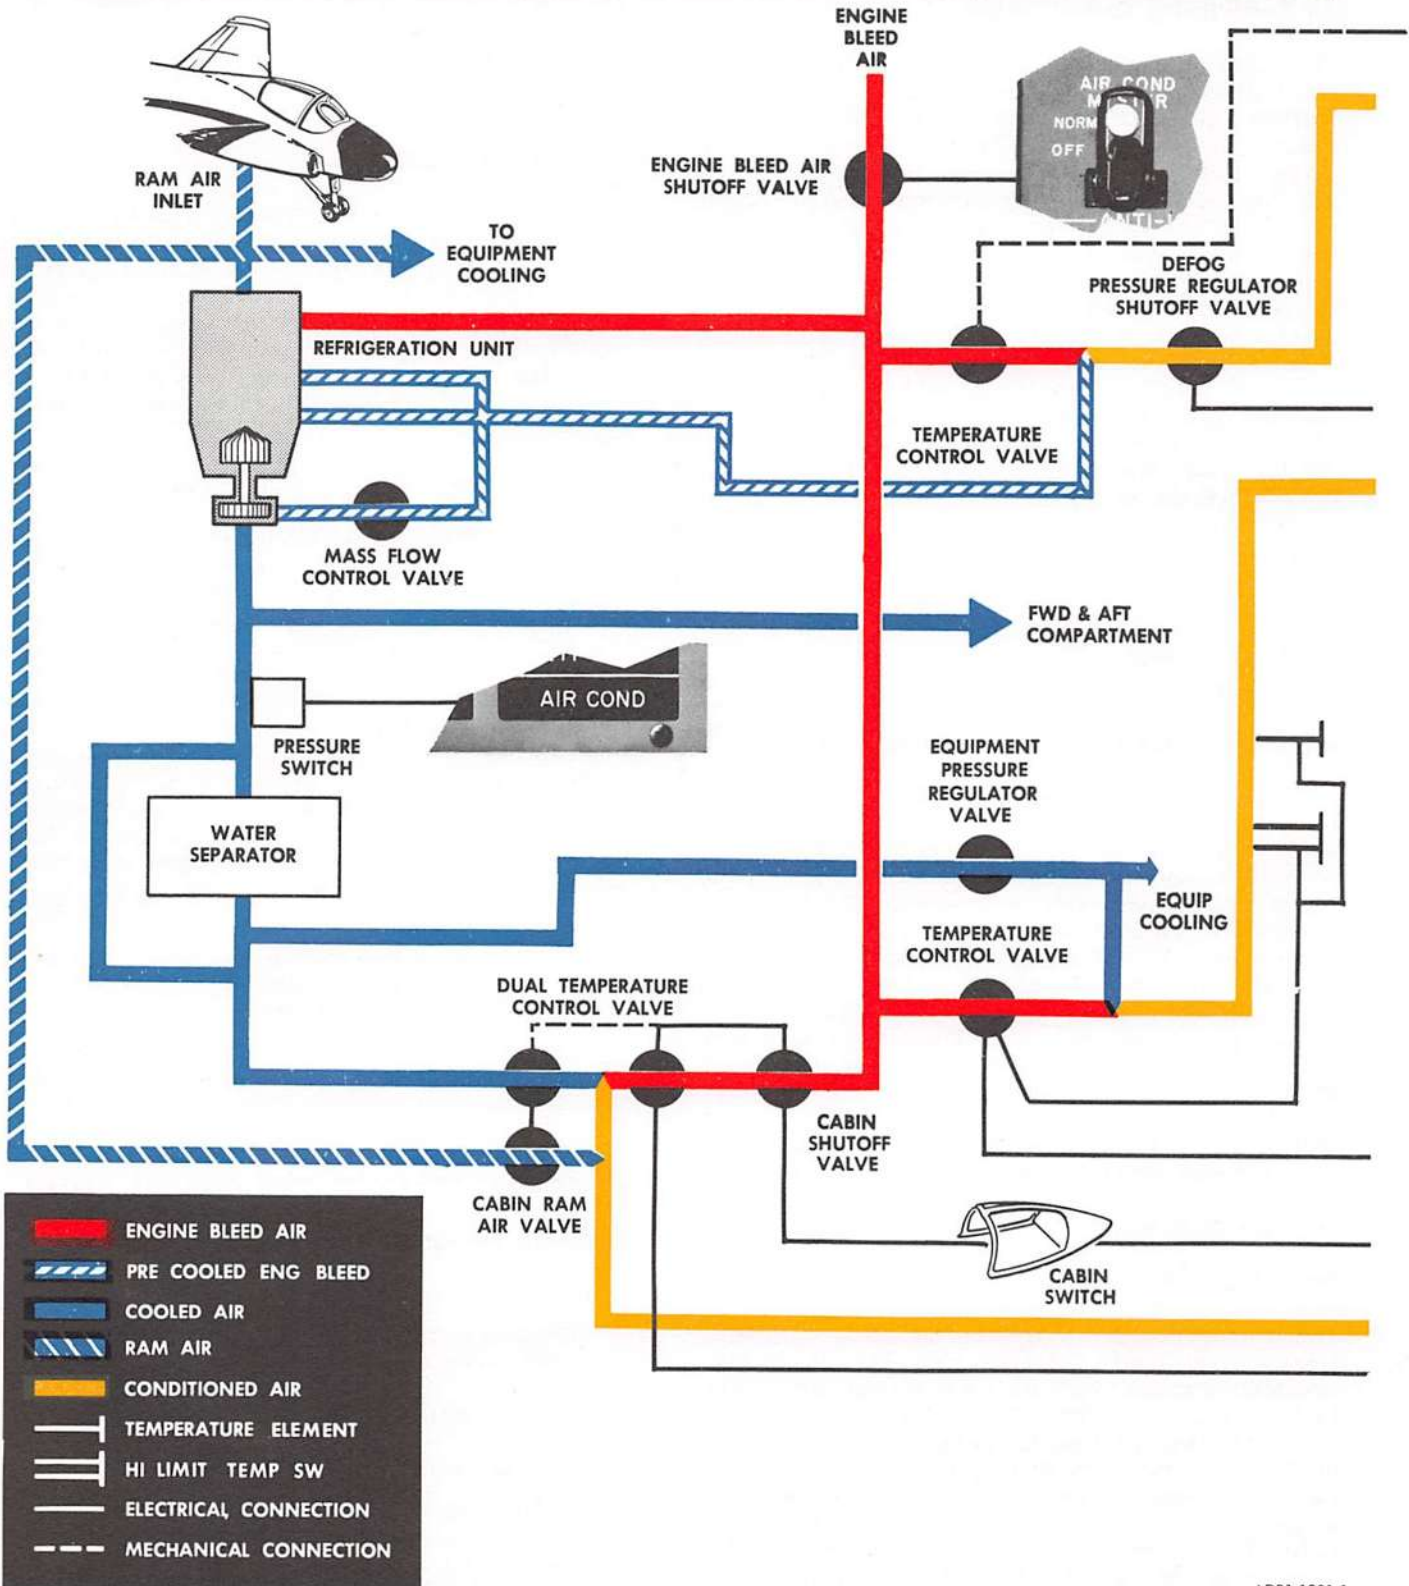 ENGINE
BLEED
AIR
AIR COND
NORM
OFF
RAM AIR
INLET
ENGINE BLEED AIR
SHUTOFF VALVE
TO
EQUIPMENT
COOLING
DEFOG
PRESSURE REGULATOR
SHUTOFF VALVE
REFRIGERATION UNIT
TEMPERATURE
CONTROL VALVE
MASS FLOW
CONTROL VALVE
FWD & AFT
COMPARTMENT
AIR COND
PRESSURE
SWITCH
EQUIPMENT
PRESSURE
REGULATOR
VALVE
WATER
SEPARATOR
EQUIP
COOLING
TEMPERATURE
CONTROL VALVE
DUAL TEMPERATURE
CONTROL VALVE
CABIN
SHUTOFF
VALVE
CABIN RAM
AIR VALVE
CABIN
SWITCH
ENGINE BLEED AIR
PRE COOLED ENG BLEED
COOLED AIR
RAM AIR
CONDITIONED AIR
TEMPERATURE ELEMENT
HI LIMIT TEMP SW
ELECTRICAL CONNECTION
MECHANICAL CONNECTION